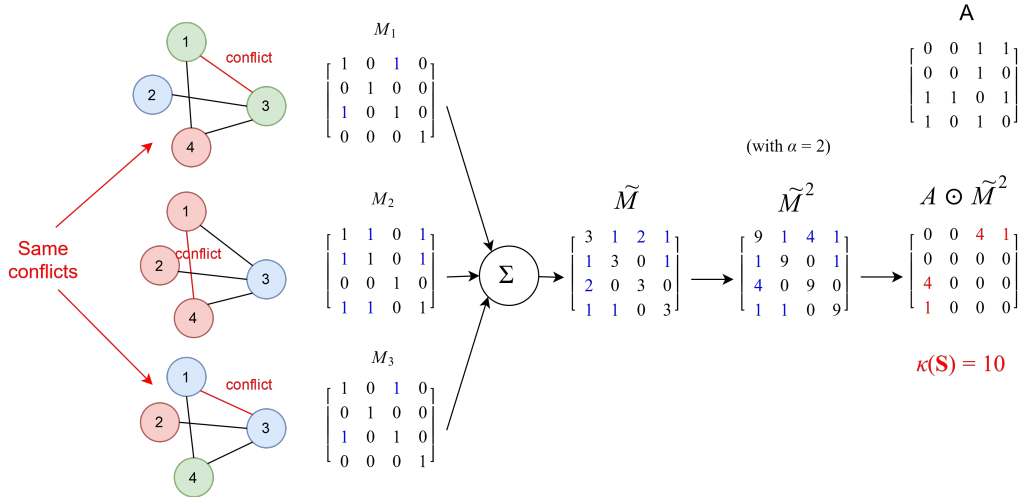 A
0 0 1 1
0 0 1 0
1 1 0 1
1 0 1 0
1
conflict
2
3
4
M₁
1 0 1 0
0 1 0 0
1 0 1 0
0 0 0 1
(with α = 2)
Same
conflicts
1
conflict
2
3
4
M₂
1 1 0 1
1 1 0 1
0 0 1 0
1 1 0 1
Σ
M̃
3 1 2 1
1 3 0 1
2 0 3 0
1 1 0 3
M̃²
9 1 4 1
1 9 0 1
4 0 9 0
1 1 0 9
A ⊙ M̃²
0 0 4 1
0 0 0 0
4 0 0 0
1 0 0 0
κ(S) = 10
1
conflict
2
3
4
M₃
1 0 1 0
0 1 0 0
1 0 1 0
0 0 0 1